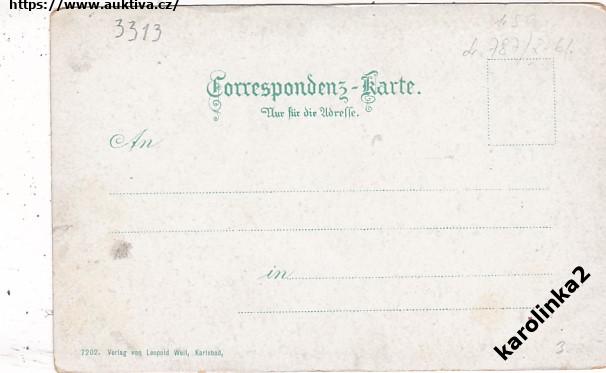 https://www.auktiva.cz/
3313
Correspondenz-Karte.
Nur für die Adresse.
An
in
7202. Verlag von Leopold Weil, Karlsbad,
karolinka2